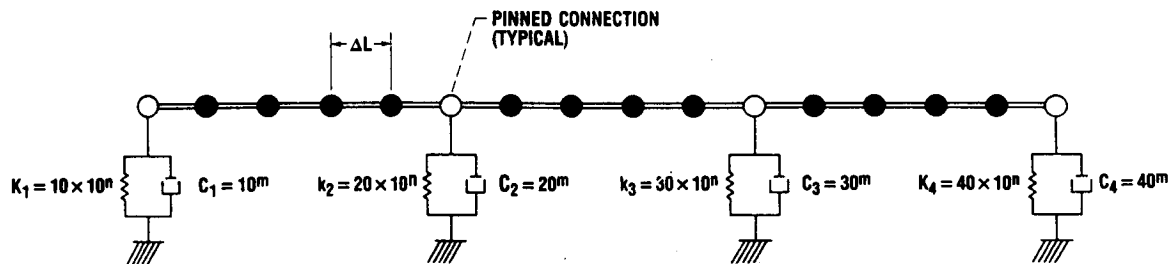 PINNED CONNECTION
(TYPICAL)
ΔL
K₁ = 10 × 10ⁿ
C₁ = 10ᵐ
k₂ = 20 × 10ⁿ
C₂ = 20ᵐ
k₃ = 30 × 10ⁿ
C₃ = 30ᵐ
K₄ = 40 × 10ⁿ
C₄ = 40ᵐ